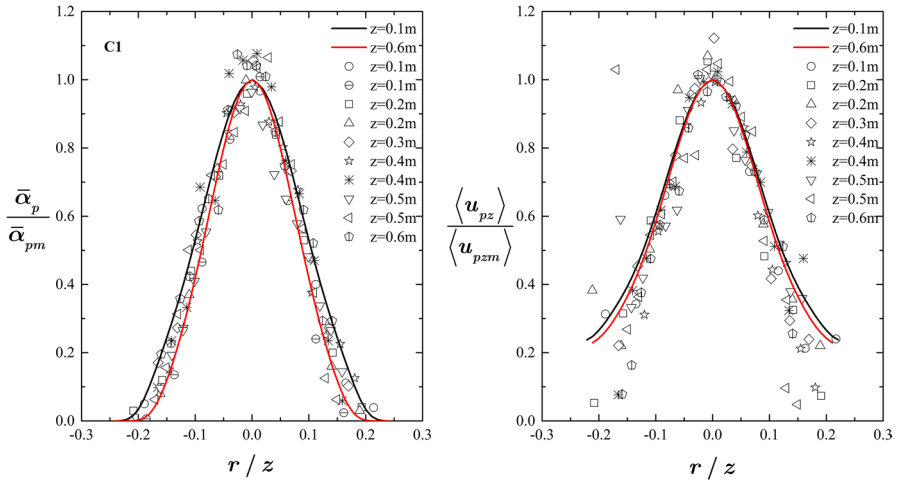 C1
1.2
1.0
0.8
0.6
0.4
0.2
0.0
-0.3 -0.2 -0.1 0.0 0.1 0.2 0.3
r / z
ᾱp
ᾱpm
z=0.1m
z=0.6m
z=0.1m
z=0.1m
z=0.2m
z=0.2m
z=0.3m
z=0.4m
z=0.4m
z=0.5m
z=0.5m
z=0.6m
1.2
1.0
0.8
0.6
0.4
0.2
0.0
-0.3 -0.2 -0.1 0.0 0.1 0.2 0.3
r / z
⟨upz⟩
⟨upzm⟩
z=0.1m
z=0.6m
z=0.1m
z=0.2m
z=0.2m
z=0.3m
z=0.4m
z=0.4m
z=0.5m
z=0.5m
z=0.6m